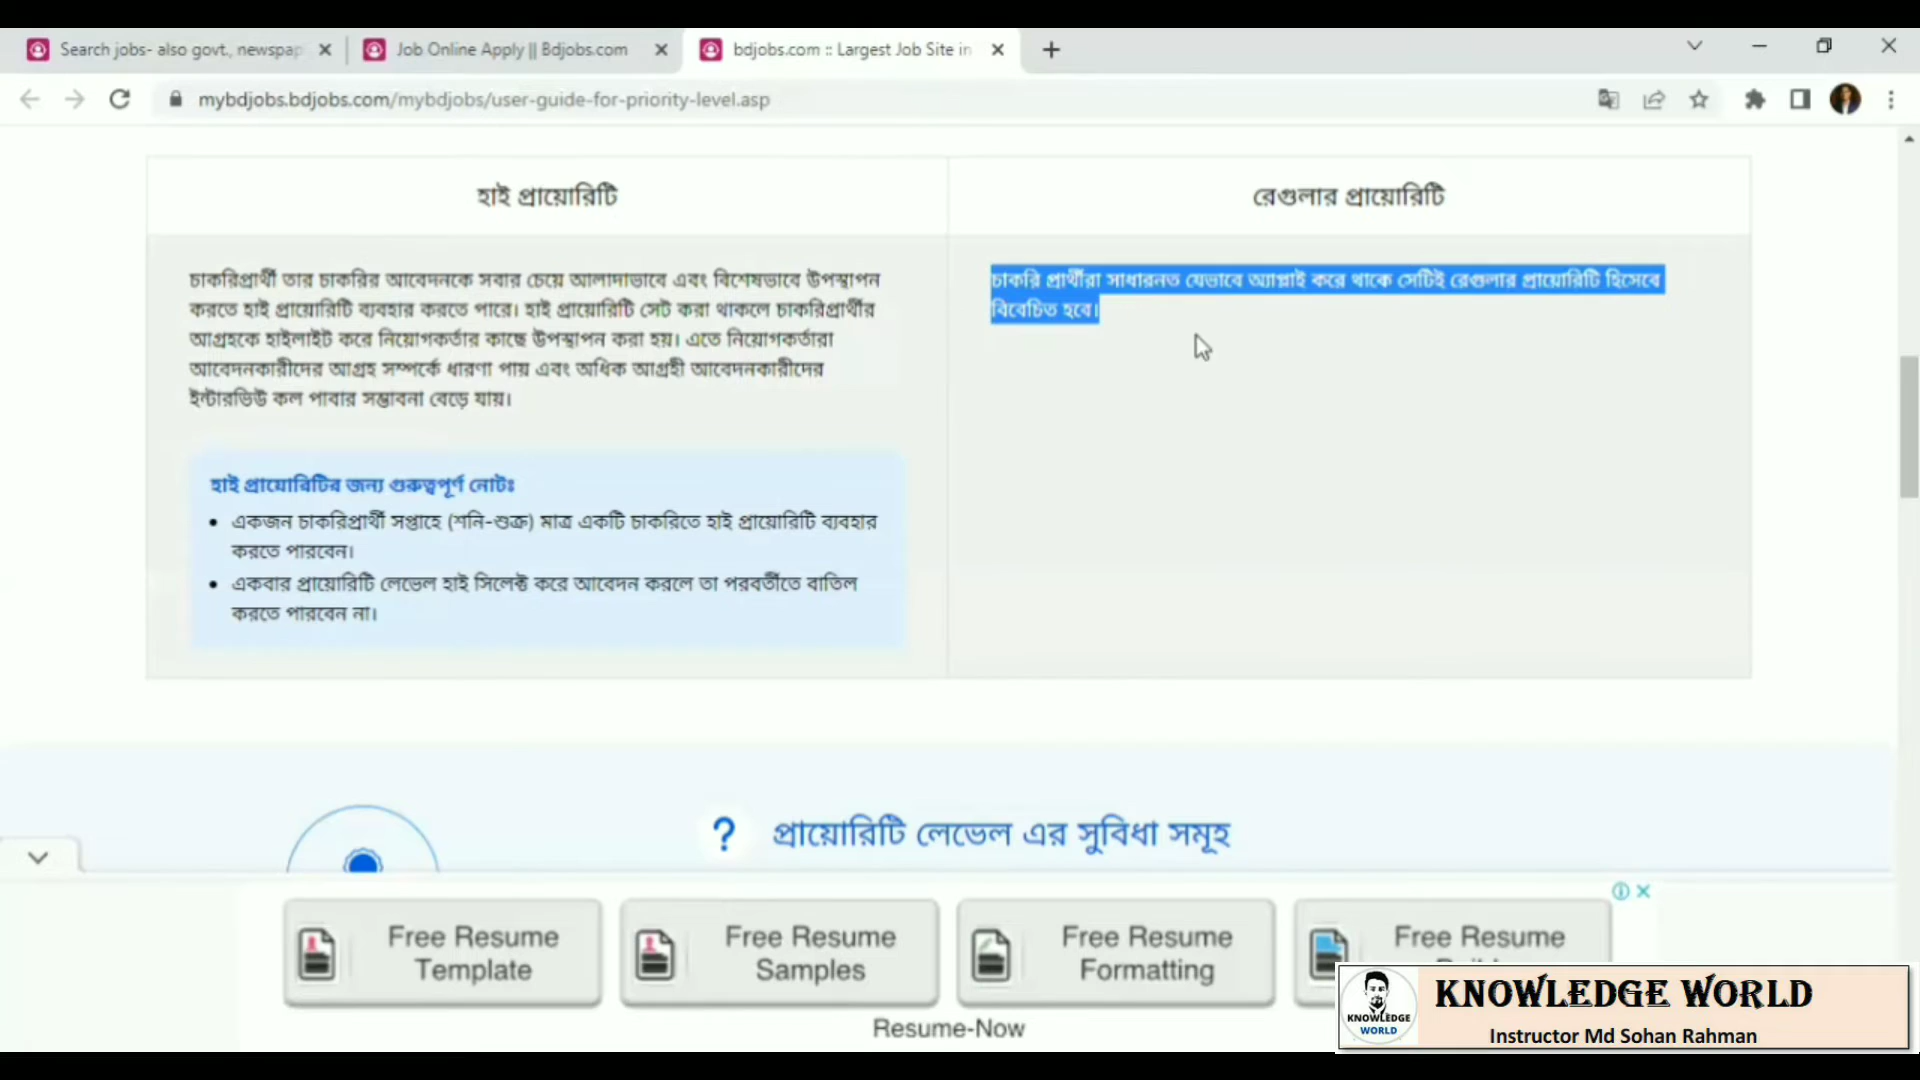 Search jobs- also govt., newspap
Job Online Apply || Bdjobs.com
bdjobs.com :: Largest Job Site in
mybdjobs.bdjobs.com/mybdjobs/user-guide-for-priority-level.asp
হাই প্রায়োরিটি
রেগুলার প্রায়োরিটি
চাকরিপ্রার্থী তার চাকরির আবেদনকে সবার চেয়ে আলাদাভাবে এবং বিশেষভাবে উপস্থাপন
করতে হাই প্রায়োরিটি ব্যবহার করতে পারে। হাই প্রায়োরিটি সেট করা থাকলে চাকরিপ্রার্থীর
আগ্রহকে হাইলাইট করে নিয়োগকর্তার কাছে উপস্থাপন করা হয়। এতে নিয়োগকর্তারা
আবেদনকারীদের আগ্রহ সম্পর্কে ধারণা পায় এবং অধিক আগ্রহী আবেদনকারীদের
ইন্টারভিউ কল পাবার সম্ভাবনা বেড়ে যায়।
চাকরি প্রার্থীরা সাধারনত যেভাবে অ্যাপ্লাই করে থাকে সেটিই রেগুলার প্রায়োরিটি হিসেবে
বিবেচিত হবে।
হাই প্রায়োরিটির জন্য গুরুত্বপূর্ণ নোটঃ
• একজন চাকরিপ্রার্থী সপ্তাহে (শনি-শুক্র) মাত্র একটি চাকরিতে হাই প্রায়োরিটি ব্যবহার
করতে পারবেন।
• একবার প্রায়োরিটি লেভেল হাই সিলেক্ট করে আবেদন করলে তা পরবর্তীতে বাতিল
করতে পারবেন না।
? প্রায়োরিটি লেভেল এর সুবিধা সমূহ
Free Resume
Template
Free Resume
Samples
Free Resume
Formatting
Free Resume
Resume-Now
KNOWLEDGE
WORLD
KNOWLEDGE WORLD
Instructor Md Sohan Rahman